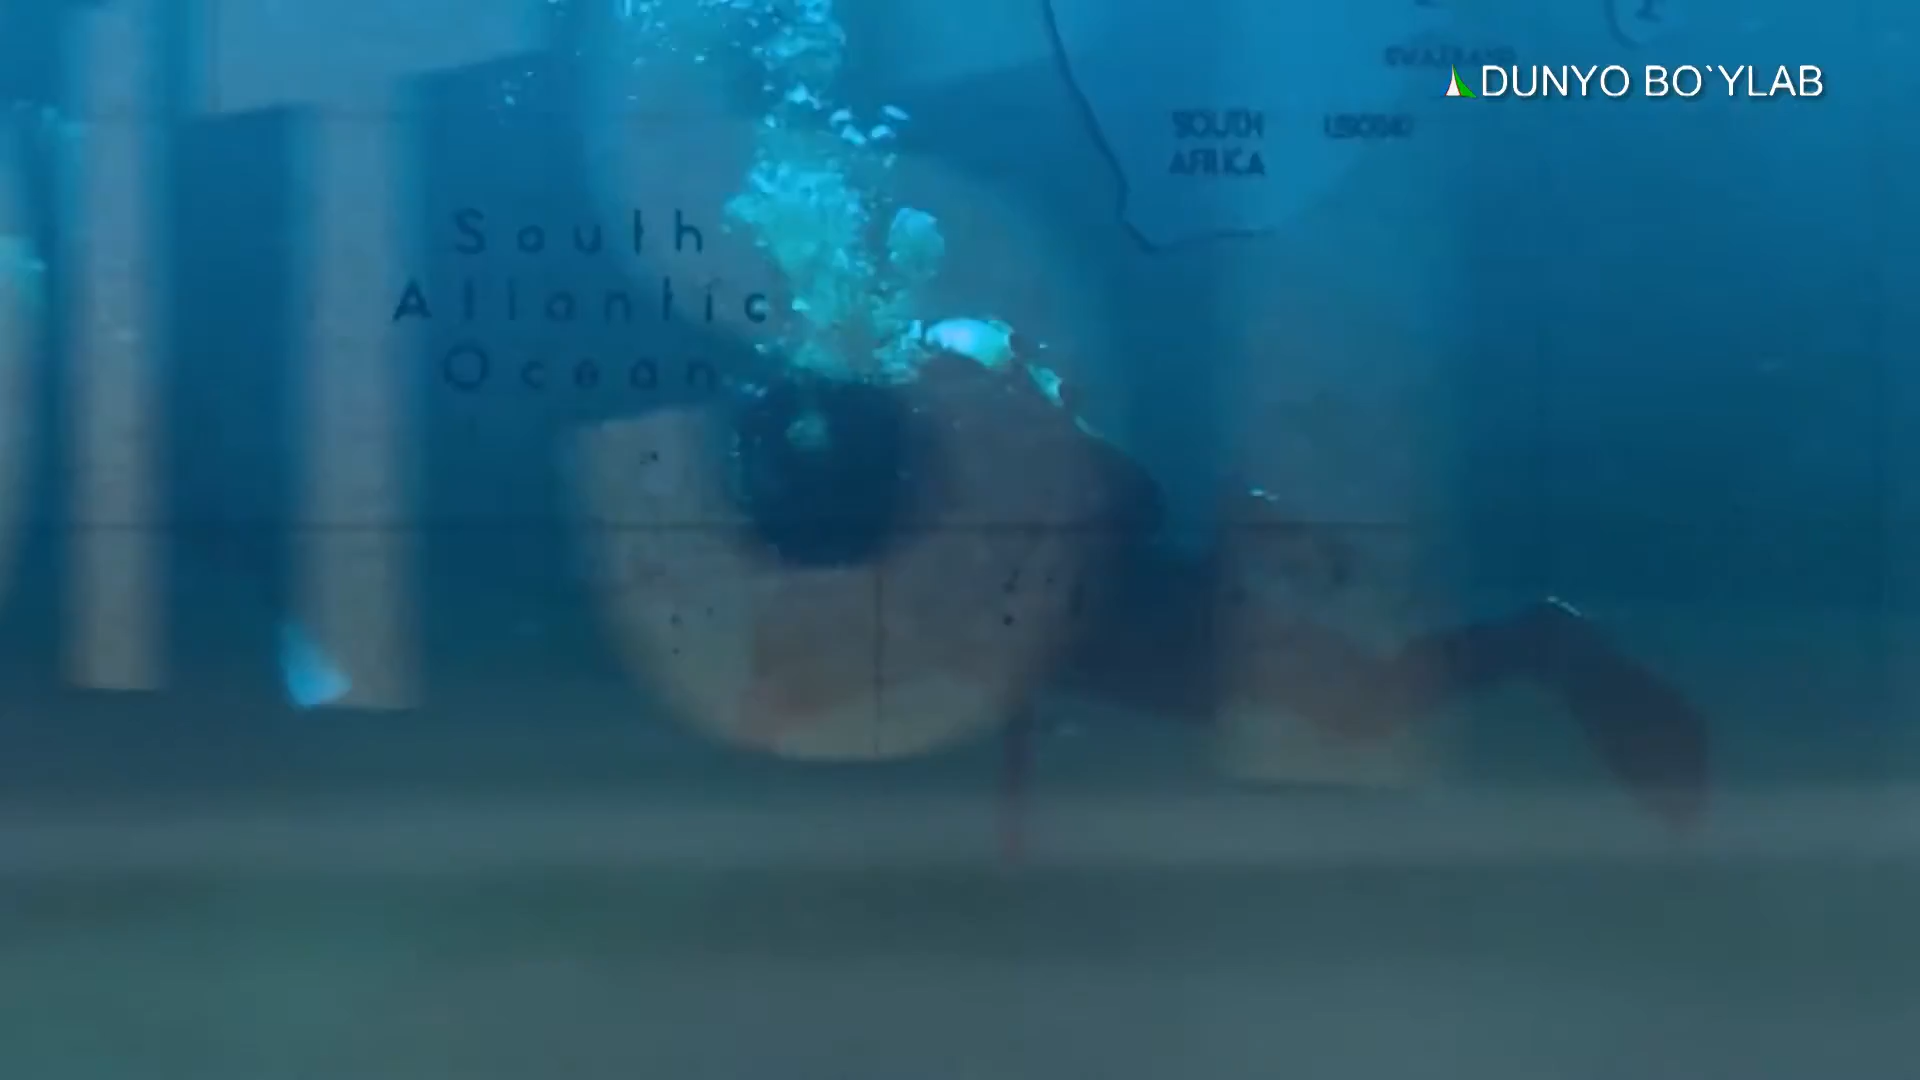 DUNYO BO`YLAB
SOUTH
AFRICA
South
Atlantic
Ocean